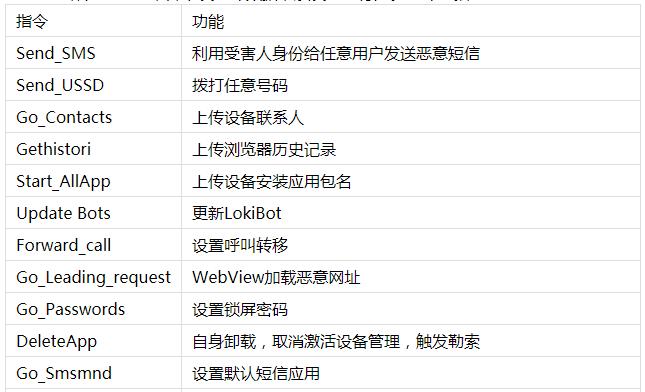 指令 功能
Send_SMS 利用受害人身份给任意用户发送恶意短信
Send_USSD 拨打任意号码
Go_Contacts 上传设备联系人
Gethistori 上传浏览器历史记录
Start_AllApp 上传设备安装应用包名
Update Bots 更新LokiBot
Forward_call 设置呼叫转移
Go_Leading_request WebView加载恶意网址
Go_Passwords 设置锁屏密码
DeleteApp 自身卸载，取消激活设备管理，触发勒索
Go_Smsmnd 设置默认短信应用